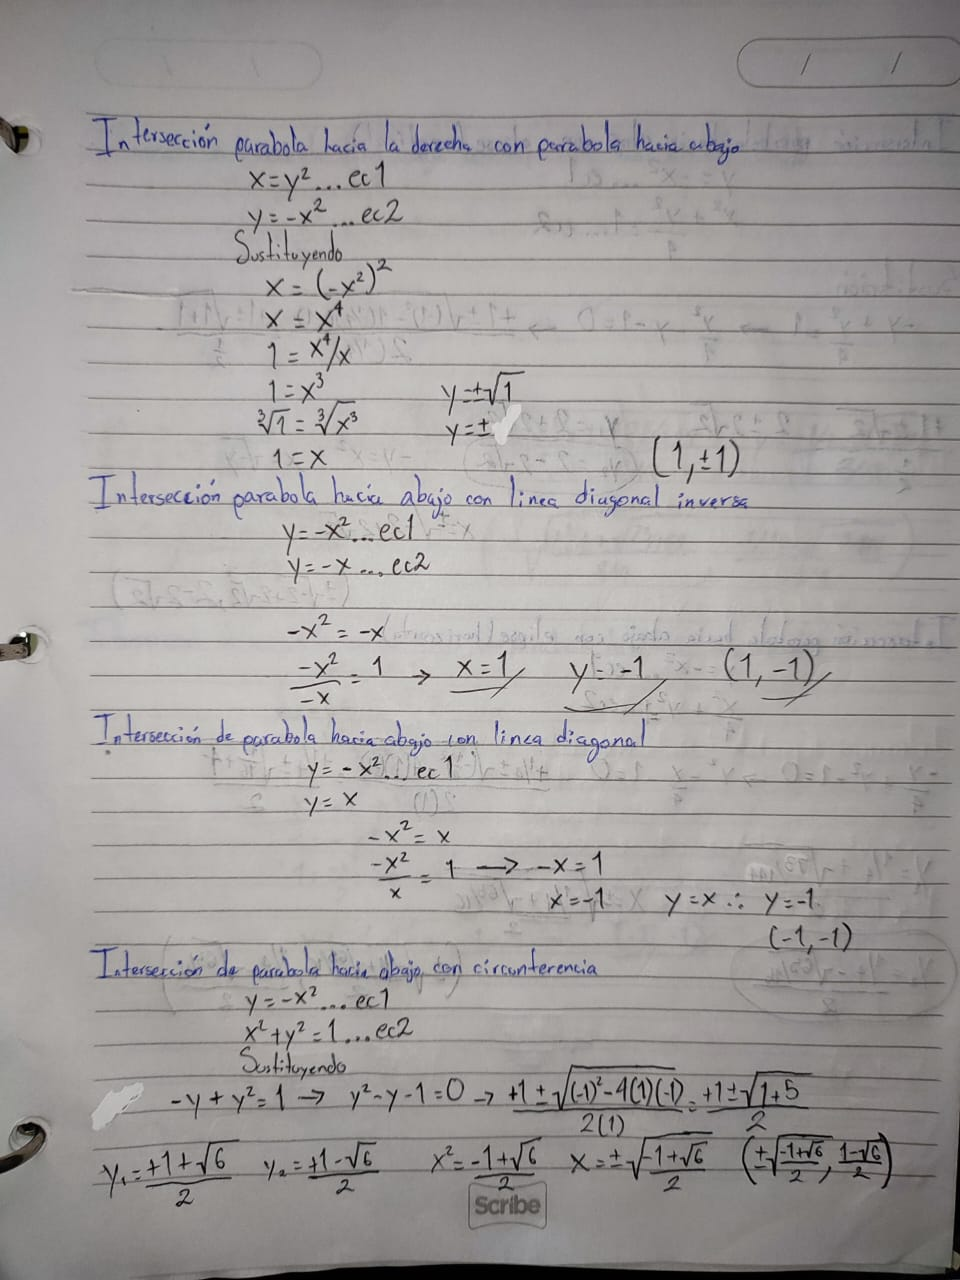 / /
Intersección parabola hacia la derecha con parabola hacia abajo
x=y²...ec1
y=-x²...ec2
Sustituyendo
x=(-x²)²
x=x⁴
1=x⁴/x
1=x³ y=±√1
∛1=∛x³ y=±
1=x (1,±1)
Intersección parabola hacia abajo con linea diagonal inversa
y=-x²...ec1
y=-x...ec2
-x²=-x
-x²/-x=1 → x=1 y=-1 (1,-1)
Intersección de parabola hacia abajo con linea diagonal
y=-x²...ec1
y=x
-x²=x
-x²/x=1 → -x=1
x=-1 y=x ∴ y=-1
(-1,-1)
Intersección de parabola hacia abajo con circunferencia
y=-x²...ec1
x²+y²=1...ec2
Sustituyendo
-y+y²=1 → y²-y-1=0 → +1±√(-1)²-4(1)(-1)/2(1)=+1±√1+5/2
y₁=+1+√6/2 y₂=+1-√6/2 x²=-1+√6/2 x=±√-1+√6/2 (±√-1+√6/2, 1-√6/2)
Scribe